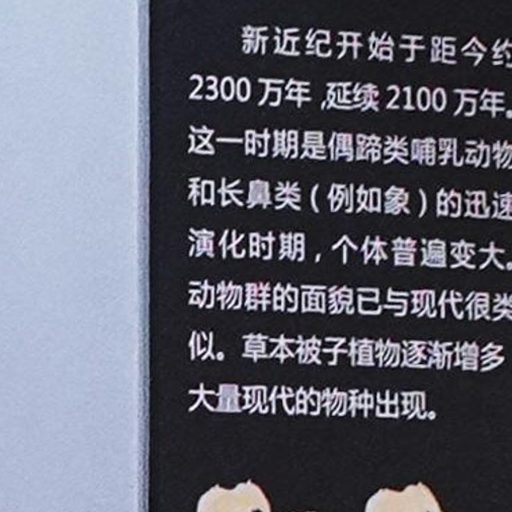 新近纪开始于距今约
2300 万年 ,延续 2100 万年。
这一时期是偶蹄类哺乳动物
和长鼻类 ( 例如象 ) 的迅速
演化时期 , 个体普遍变大。
动物群的面貌已与现代很类
似。草本被子植物逐渐增多
大量现代的物种出现。